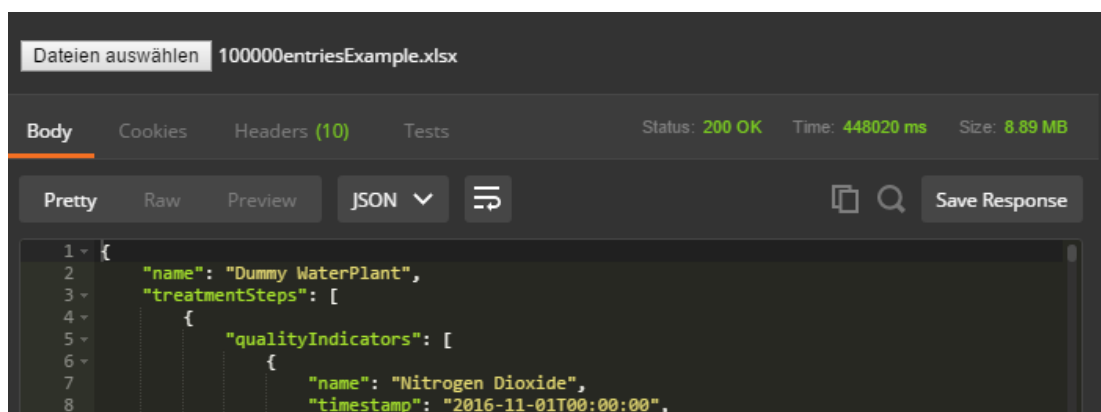 Dateien auswählen 100000entriesExample.xlsx
Body Cookies Headers (10) Tests Status: 200 OK Time: 448020 ms Size: 8.89 MB
Pretty Raw Preview JSON Save Response
1 {
2 "name": "Dummy WaterPlant",
3 "treatmentSteps": [
4 {
5 "qualityIndicators": [
6 {
7 "name": "Nitrogen Dioxide",
8 "timestamp": "2016-11-01T00:00:00",